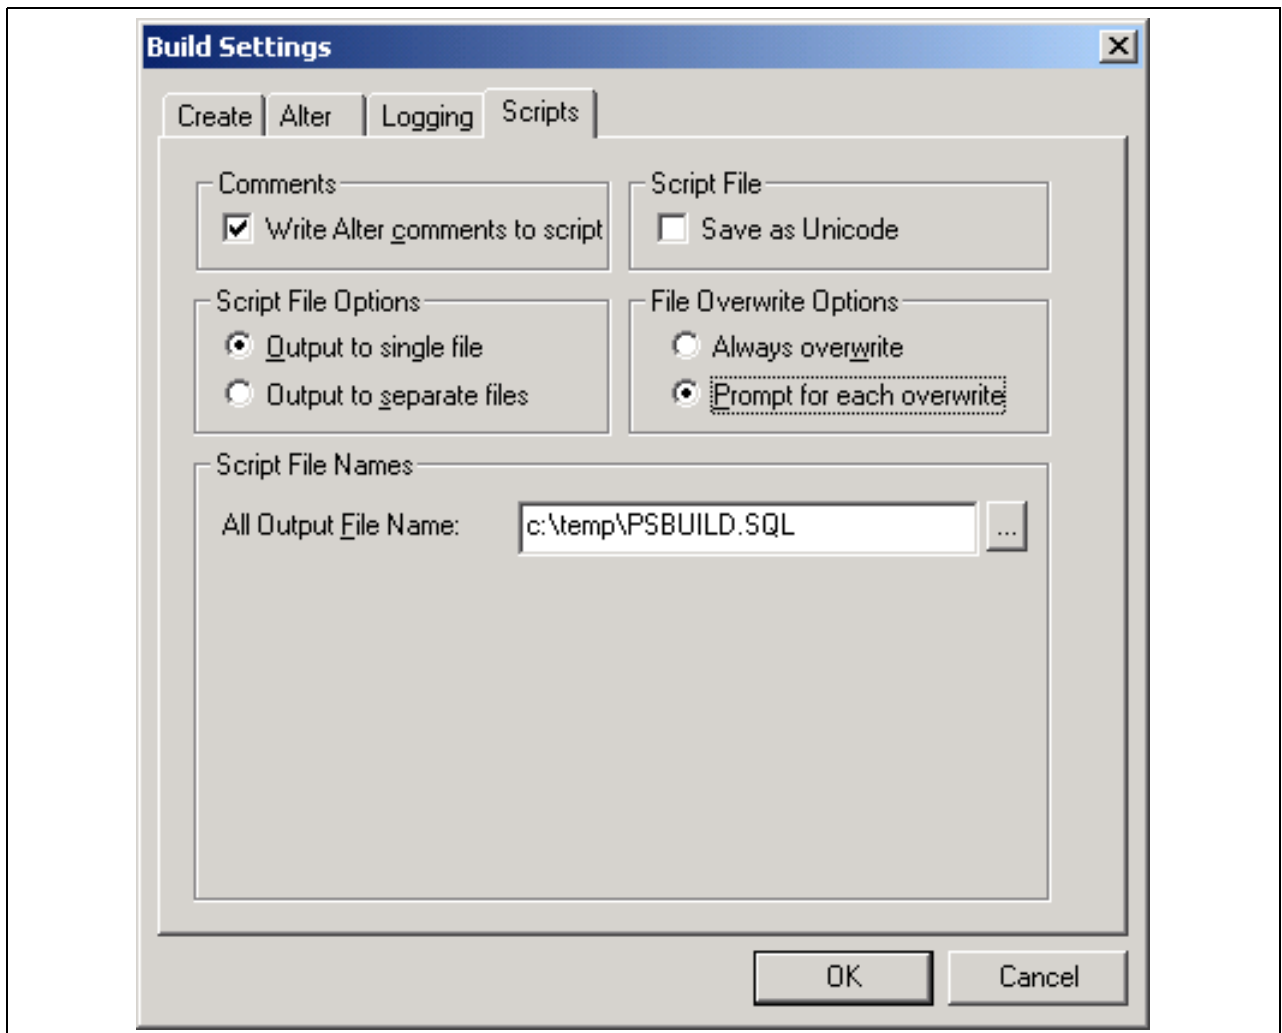 Build Settings
Create Alter Logging Scripts
Comments
Write Alter comments to script
Script File
Save as Unicode
Script File Options
Output to single file
Output to separate files
File Overwrite Options
Always overwrite
Prompt for each overwrite
Script File Names
All Output File Name: c:\temp\PSBUILD.SQL ...
OK Cancel